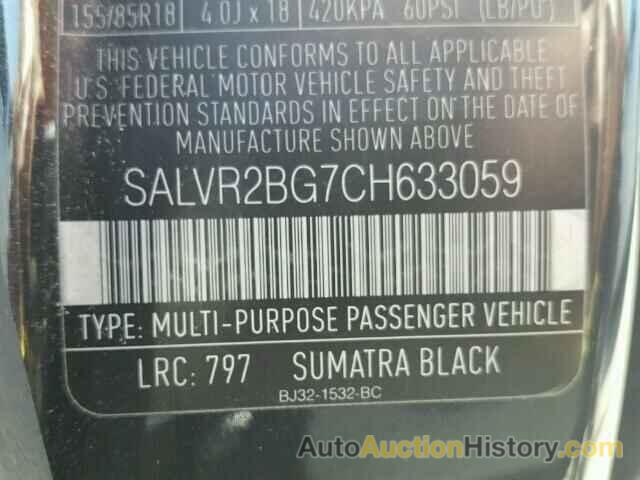 155/85R18 4.0J x 18 420KPA 60PSI (LB/PO²)
THIS VEHICLE CONFORMS TO ALL APPLICABLE
U.S. FEDERAL MOTOR VEHICLE SAFETY AND THEFT
PREVENTION STANDARDS IN EFFECT ON THE DATE OF
MANUFACTURE SHOWN ABOVE
SALVR2BG7CH633059
TYPE: MULTI-PURPOSE PASSENGER VEHICLE
LRC: 797 SUMATRA BLACK
BJ32-1532-BC
AutoAuctionHistory.com